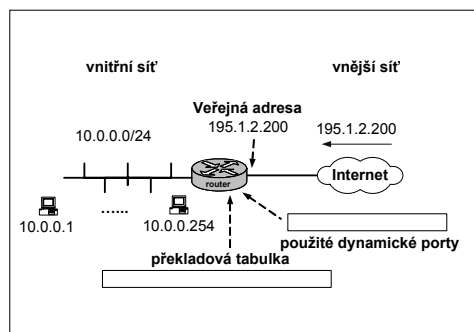 vnitřní síť
vnější síť
Veřejná adresa
195.1.2.200
195.1.2.200
10.0.0.0/24
router
Internet
......
10.0.0.1
10.0.0.254
použité dynamické porty
překladová tabulka